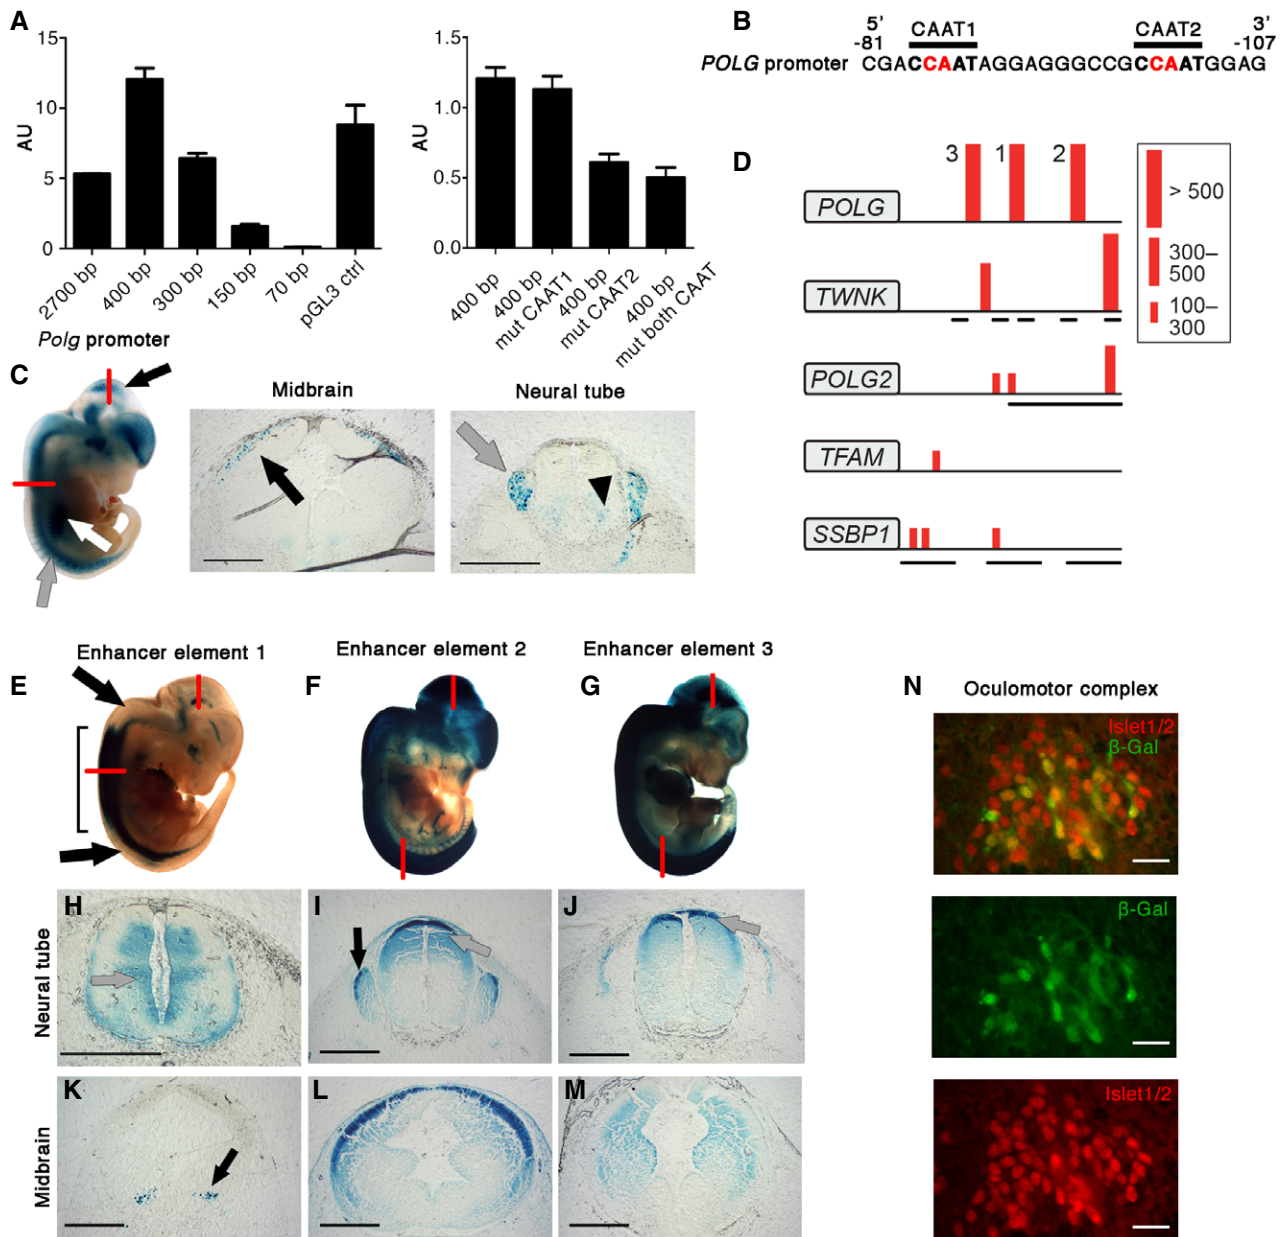 A
15
10
5
0
AU
2700 bp
400 bp
300 bp
150 bp
70 bp
pGL3 ctrl
Polg promoter
1.5
1.0
0.5
0.0
AU
400 bp
400 bp
mut CAAT1
400 bp
mut CAAT2
400 bp
mut both CAAT
B
5’ 3’
-81 CAAT1 CAAT2 -107
POLG promoter CGACCAATAGGAGGGCCGCCAATGGAG
C
Midbrain
Neural tube
D
3 1 2
POLG
TWNK
POLG2
TFAM
SSBP1
> 500
300–
500
100–
300
Enhancer element 1
Enhancer element 2
Enhancer element 3
E
F
G
Neural tube
H
I
J
Midbrain
K
L
M
N
Oculomotor complex
Islet1/2
β-Gal
β-Gal
Islet1/2